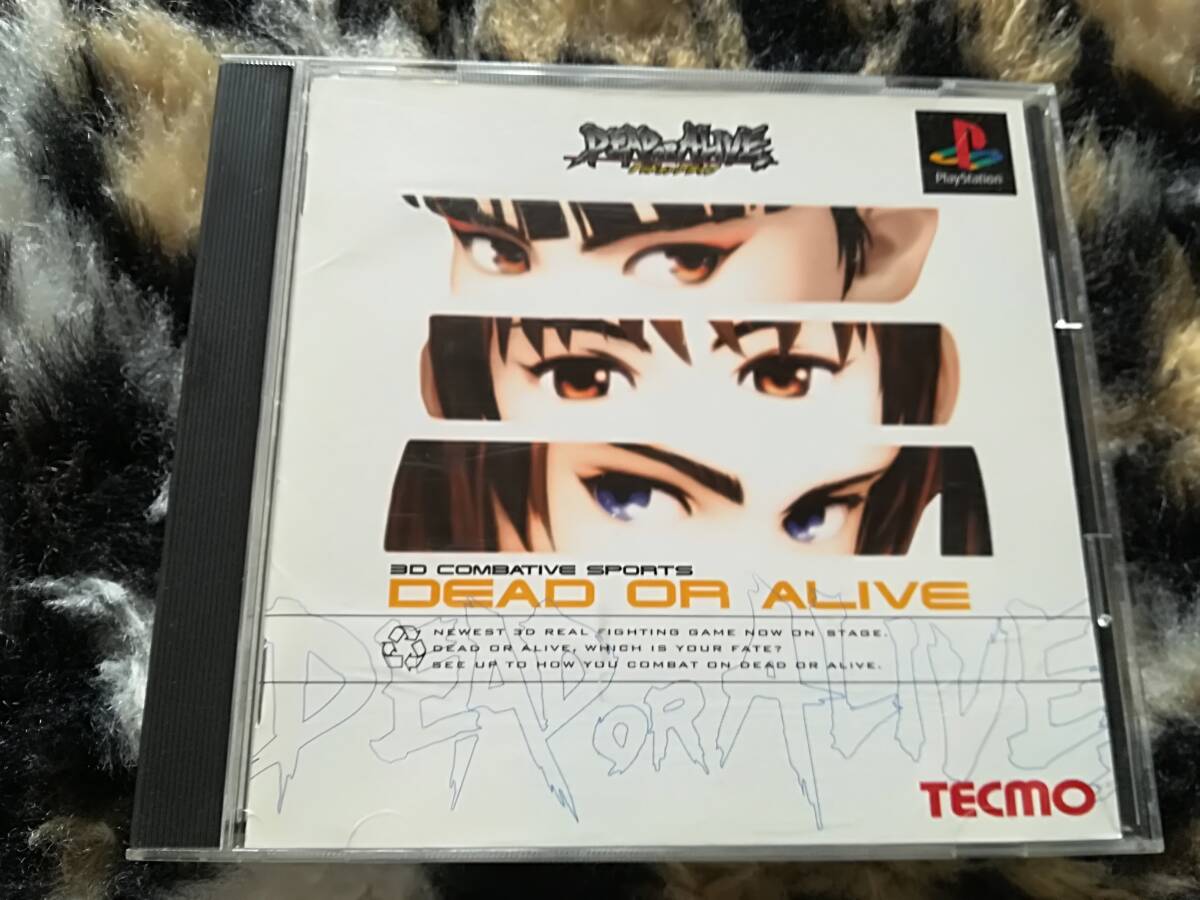 DEAD OR ALIVE
PlayStation
3D COMBATIVE SPORTS
DEAD OR ALIVE
NEWEST 3D REAL FIGHTING GAME NOW ON STAGE.
DEAD OR ALIVE, WHICH IS YOUR FATE?
SEE UP TO HOW YOU COMBAT ON DEAD OR ALIVE.
DEAD OR ALIVE
TECMO